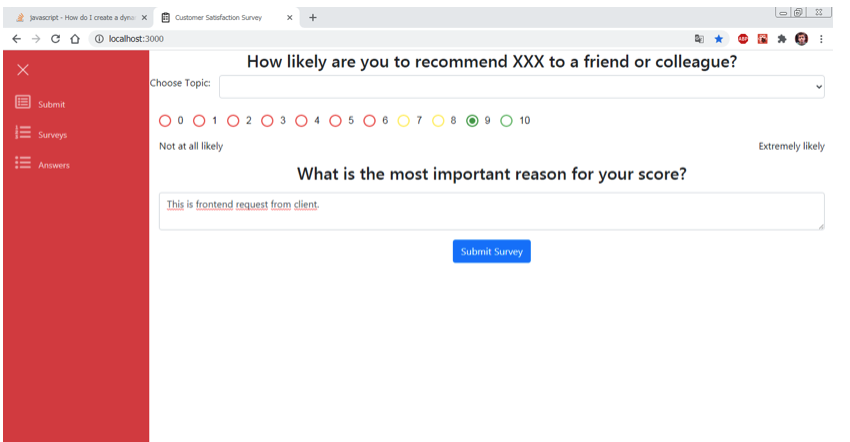 javascript - How do I create a dyna
Customer Satisfaction Survey
localhost:3000
ABP
How likely are you to recommend XXX to a friend or colleague?
Choose Topic:
Submit
Surveys
Answers
0 1 2 3 4 5 6 7 8 9 10
Not at all likely Extremely likely
What is the most important reason for your score?
This is frontend request from client.
Submit Survey